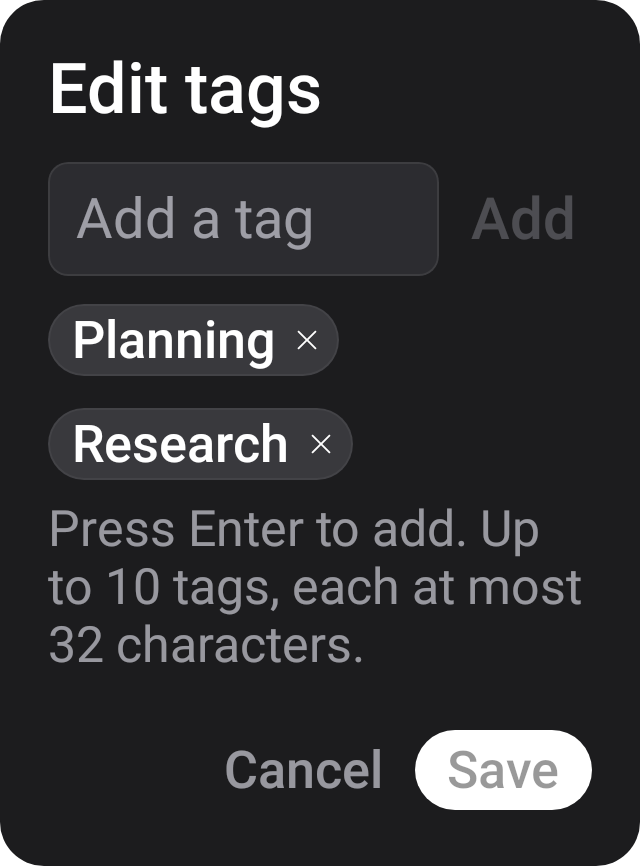 Edit tags
Add a tag
Add
Planning
Research
Press Enter to add. Up
to 10 tags, each at most
32 characters.
Cancel
Save